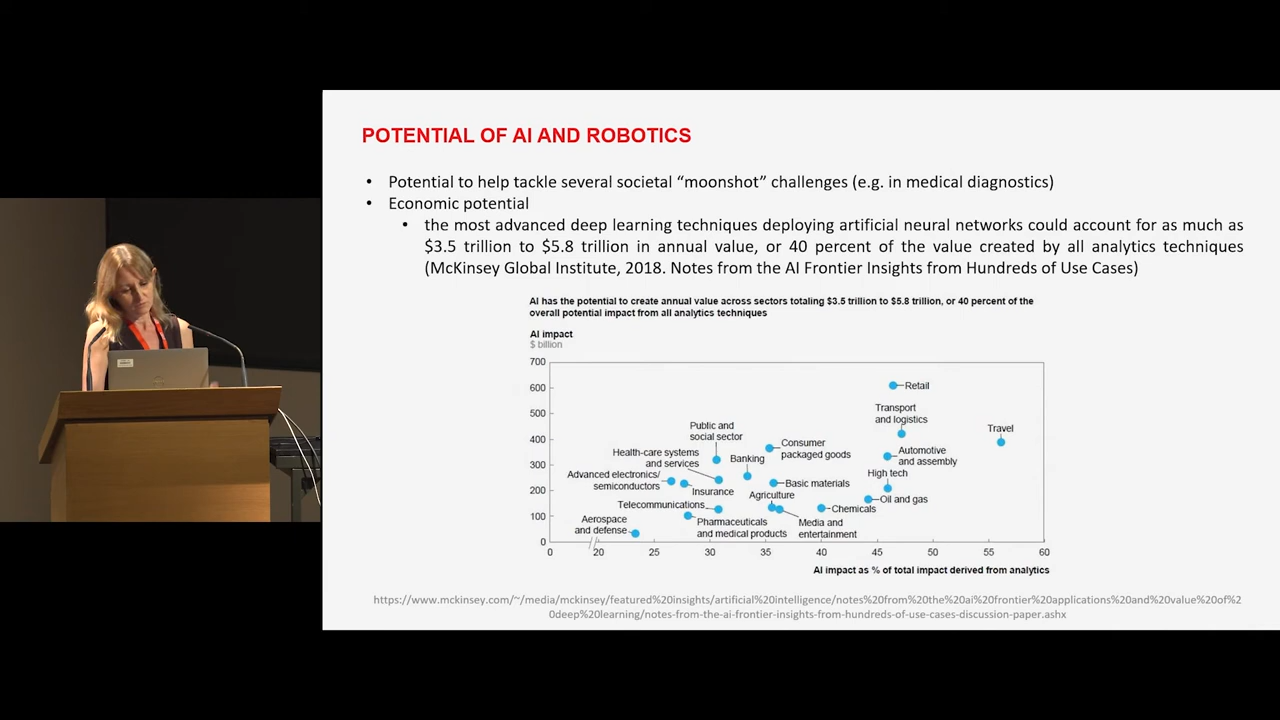 POTENTIAL OF AI AND ROBOTICS
• Potential to help tackle several societal “moonshot” challenges (e.g. in medical diagnostics)
• Economic potential
• the most advanced deep learning techniques deploying artificial neural networks could account for as much as
$3.5 trillion to $5.8 trillion in annual value, or 40 percent of the value created by all analytics techniques
(McKinsey Global Institute, 2018. Notes from the AI Frontier Insights from Hundreds of Use Cases)
AI has the potential to create annual value across sectors totaling $3.5 trillion to $5.8 trillion, or 40 percent of the
overall potential impact from all analytics techniques
AI impact
$ billion
700
600
500
400
300
200
100
0
Retail
Transport
and logistics
Travel
Public and
social sector
Consumer
packaged goods
Automotive
and assembly
Health-care systems
and services
Banking
High tech
Advanced electronics/
semiconductors
Insurance
Basic materials
Agriculture
Oil and gas
Telecommunications
Chemicals
Aerospace
and defense
Pharmaceuticals
and medical products
Media and
entertainment
0 20 25 30 35 40 45 50 55 60
AI impact as % of total impact derived from analytics
https://www.mckinsey.com/~/media/mckinsey/featured%20insights/artificial%20intelligence/notes%20from%20the%20ai%20frontier%20applications%20and%20value%20of%2
0deep%20learning/notes-from-the-ai-frontier-insights-from-hundreds-of-use-cases-discussion-paper.ashx